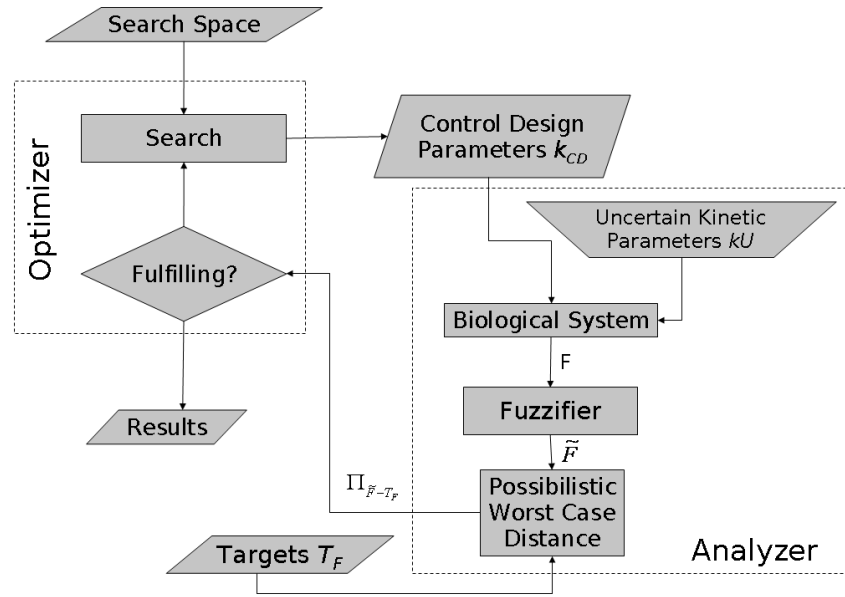 Search Space
Optimizer
Search
Control Design
Parameters k_CD
Uncertain Kinetic
Parameters kU
Fulfilling?
Biological System
F
Fuzzifier
F̃
Results
Π_F̃−T_F
Possibilistic
Worst Case
Distance
Targets T_F
Analyzer